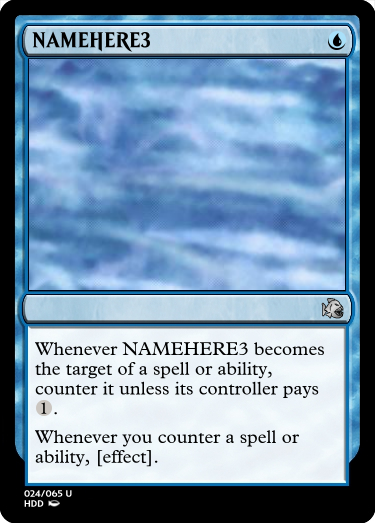 NAMEHERE3
Whenever NAMEHERE3 becomes
the target of a spell or ability,
counter it unless its controller pays
1.
Whenever you counter a spell or
ability, [effect].
024/065 U
HDD